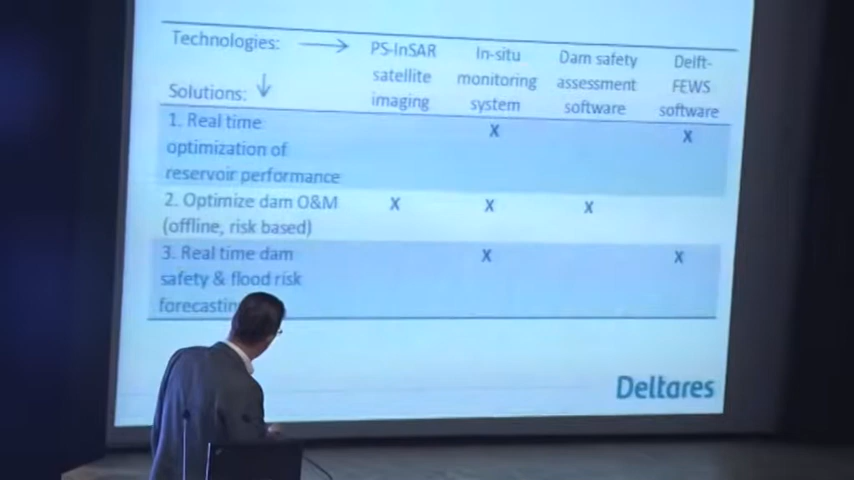 Technologies: PS-InSAR In-situ Dam safety Delft-
satellite monitoring assessment FEWS
Solutions: imaging system software software
1. Real time X X
optimization of
reservoir performance
2. Optimize dam O&M X X X
(offline, risk based)
3. Real time dam X X
safety & flood risk
forecasting
Deltares